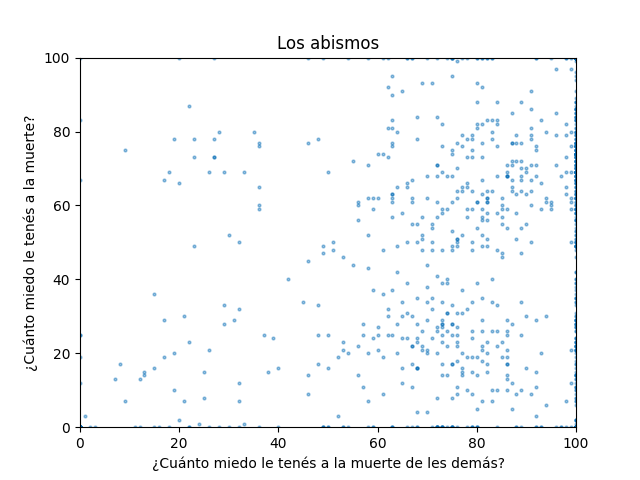 Los abismos
100
80
60
40
20
0
¿Cuánto miedo le tenés a la muerte?
0 20 40 60 80 100
¿Cuánto miedo le tenés a la muerte de les demás?